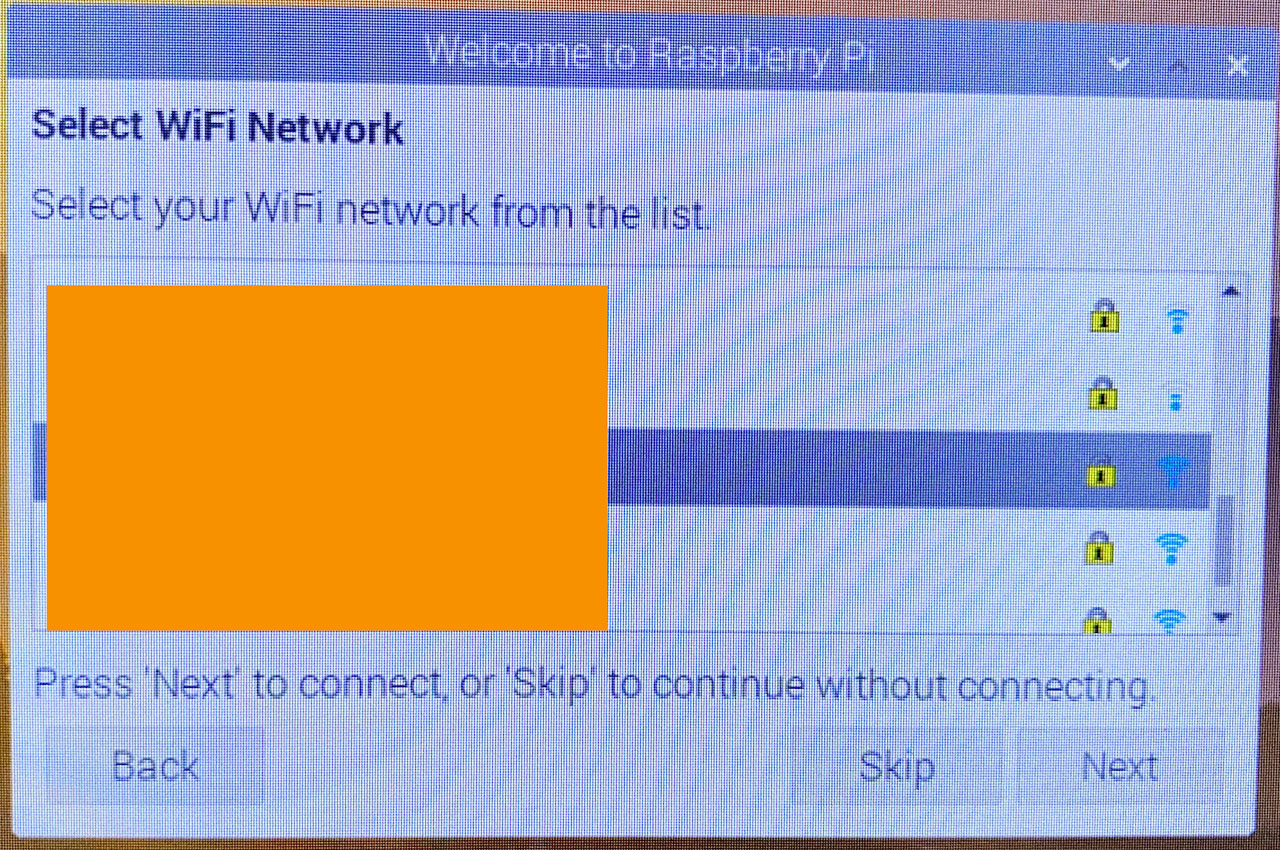 Welcome to Raspberry Pi
Select WiFi Network
Select your WiFi network from the list.
Press 'Next' to connect, or 'Skip' to continue without connecting.
Back
Skip
Next